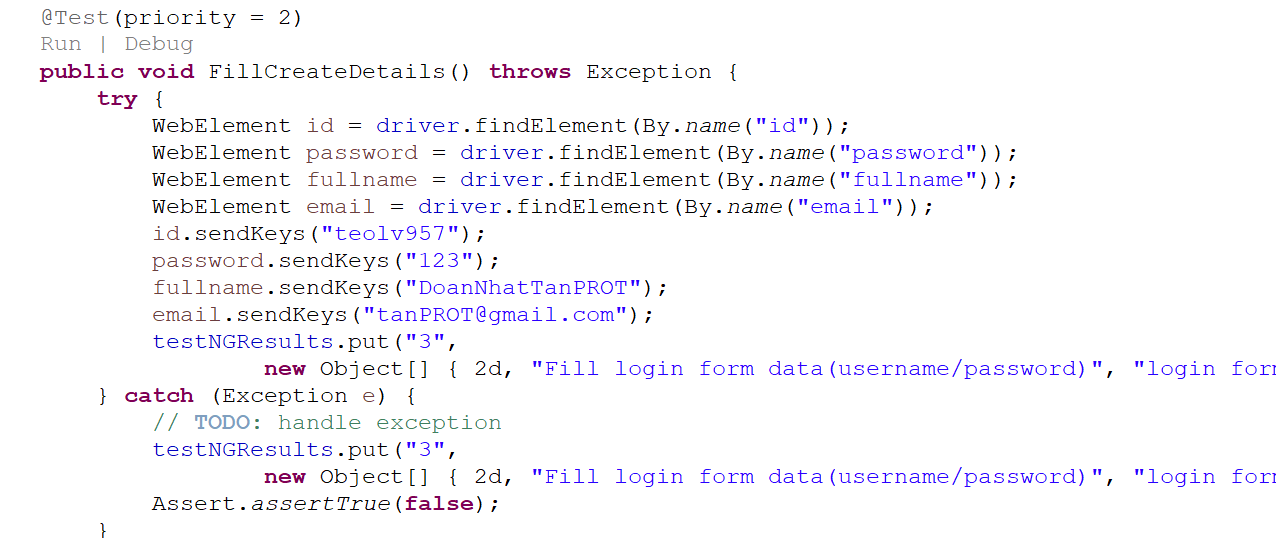 @Test(priority = 2)
Run | Debug
public void FillCreateDetails() throws Exception {
try {
WebElement id = driver.findElement(By.name("id"));
WebElement password = driver.findElement(By.name("password"));
WebElement fullname = driver.findElement(By.name("fullname"));
WebElement email = driver.findElement(By.name("email"));
id.sendKeys("teolv957");
password.sendKeys("123");
fullname.sendKeys("DoanNhatTanPROT");
email.sendKeys("tanPROT@gmail.com");
testNGResults.put("3",
new Object[] { 2d, "Fill login form data(username/password)", "login
} catch (Exception e) {
// TODO: handle exception
testNGResults.put("3",
new Object[] { 2d, "Fill login form data(username/password)", "login
Assert.assertTrue(false);
}